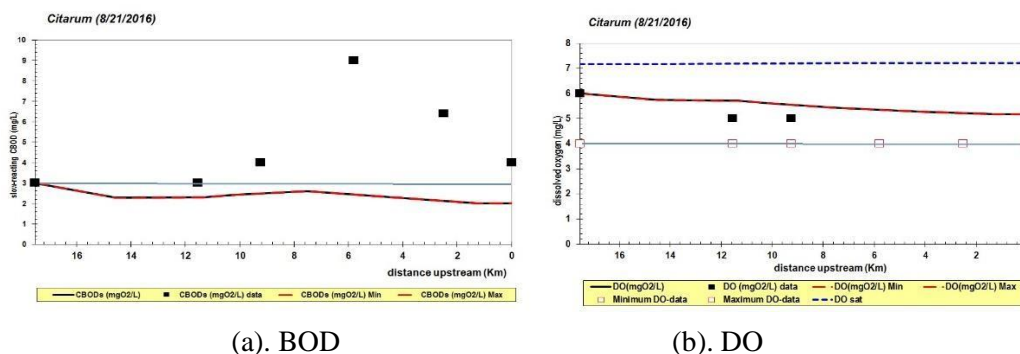 Citarum (8/21/2016)
10
9
8
7
6
5
4
3
2
1
0
slow-reacting CBOD (mg/L)
16 14 12 10 8 6 4 2 0
distance upstream (Km)
CBODs (mgO2/L) CBODs (mgO2/L) data CBODs (mgO2/L) Min CBODs (mgO2/L) Max
(a). BOD
Citarum (8/21/2016)
8
7
6
5
4
3
2
1
0
dissolved oxygen (mg/L)
16 14 12 10 8 6 4 2
distance upstream (Km)
DO(mgO2/L) DO (mgO2/L) data -DO(mgO2/L) Min -DO(mgO2/L) Max
Minimum DO-data Maximum DO-data DO sat
(b). DO